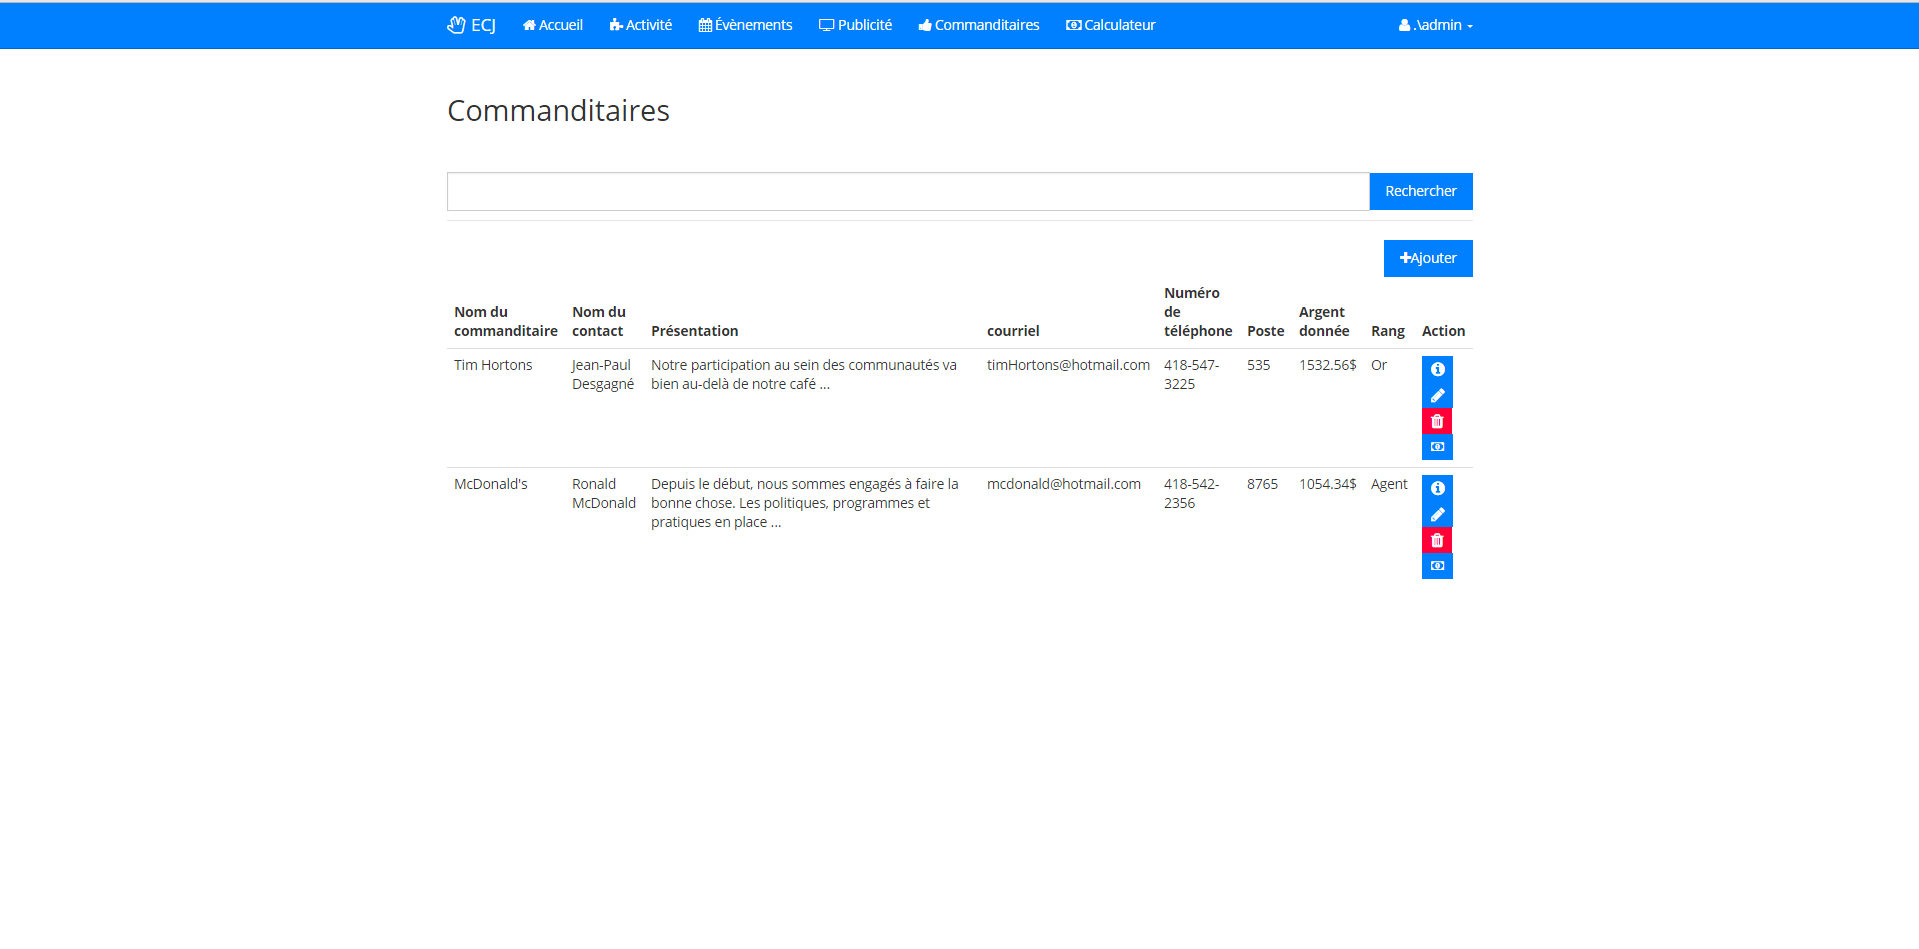 ECJ Accueil Activité Évènements Publicité Commanditaires Calculateur .\admin
Commanditaires
Rechercher
Ajouter
Nom du commanditaire Nom du contact Présentation courriel Numéro de téléphone Poste Argent donnée Rang Action
Tim Hortons Jean-Paul Desgagné Notre participation au sein des communautés va bien au-delà de notre café ... timHortons@hotmail.com 418-547-3225 535 1532.56$ Or
McDonald's Ronald McDonald Depuis le début, nous sommes engagés à faire la bonne chose. Les politiques, programmes et pratiques en place ... mcdonald@hotmail.com 418-542-2356 8765 1054.34$ Agent